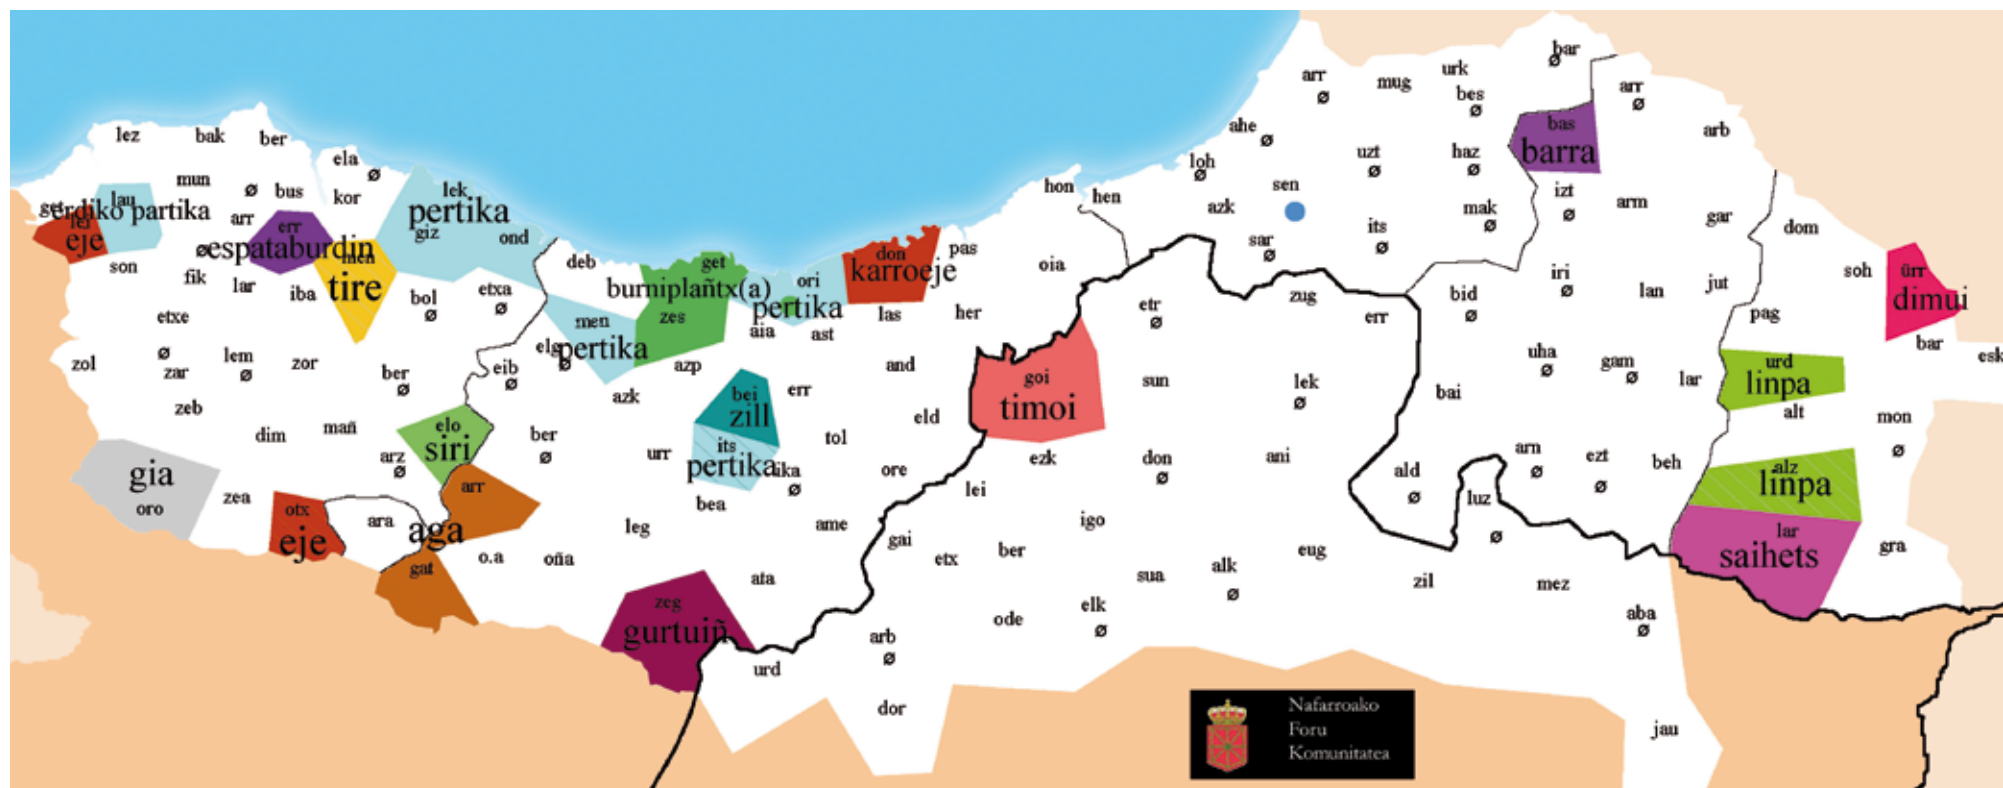 bar
arr
mug
urk
bes
arr
ahe
arb
lez
bak
ber
ela
loh
uzt
haz
bas
barra
mun
bus
kor
lek
pertika
giz
ond
hon
hen
sen
azk
mak
izt
arm
gar
dom
get
lau
erdiko partika
eje
arr
err
espataburdin
men
tire
sar
its
son
fik
lar
iba
bol
etxa
deb
get
burniplañtx(a)
zes
ori
pertika
don
karroeje
pas
oia
las
her
aia
ast
etr
zug
err
bid
iri
lan
jut
pag
soh
ürr
dimui
bar
esk
etxe
zol
zar
lem
zor
ber
zeb
eib
elg
men
pertika
azp
azk
err
and
goi
timoi
sun
lek
bai
uha
gam
lar
urd
linpa
alt
mon
dim
mañ
arz
elo
siri
ber
urr
bei
zill
its
pertika
ika
tol
eld
ore
bea
ezk
lei
don
ani
ald
luz
arn
ezt
beh
alz
linpa
lar
saihets
gra
gia
oro
zea
otx
eje
ara
arr
aga
gat
o.a
oña
leg
ame
gai
etx
igo
ber
sua
alk
eug
zil
mez
aba
ata
zeg
gurtuiñ
urd
arb
ode
elk
dor
jau
Nafarroako
Foru
Komunitatea